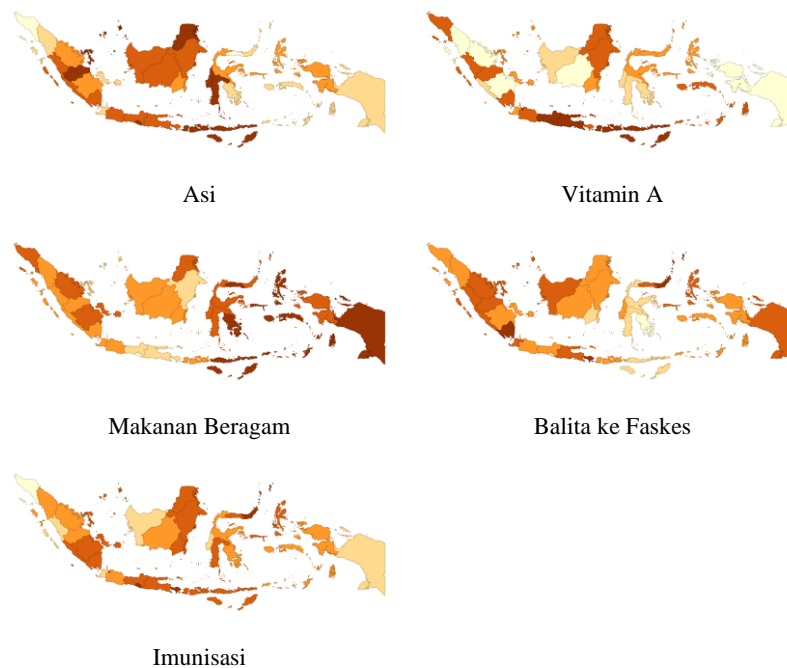 Asi
Vitamin A
Makanan Beragam
Balita ke Faskes
Imunisasi